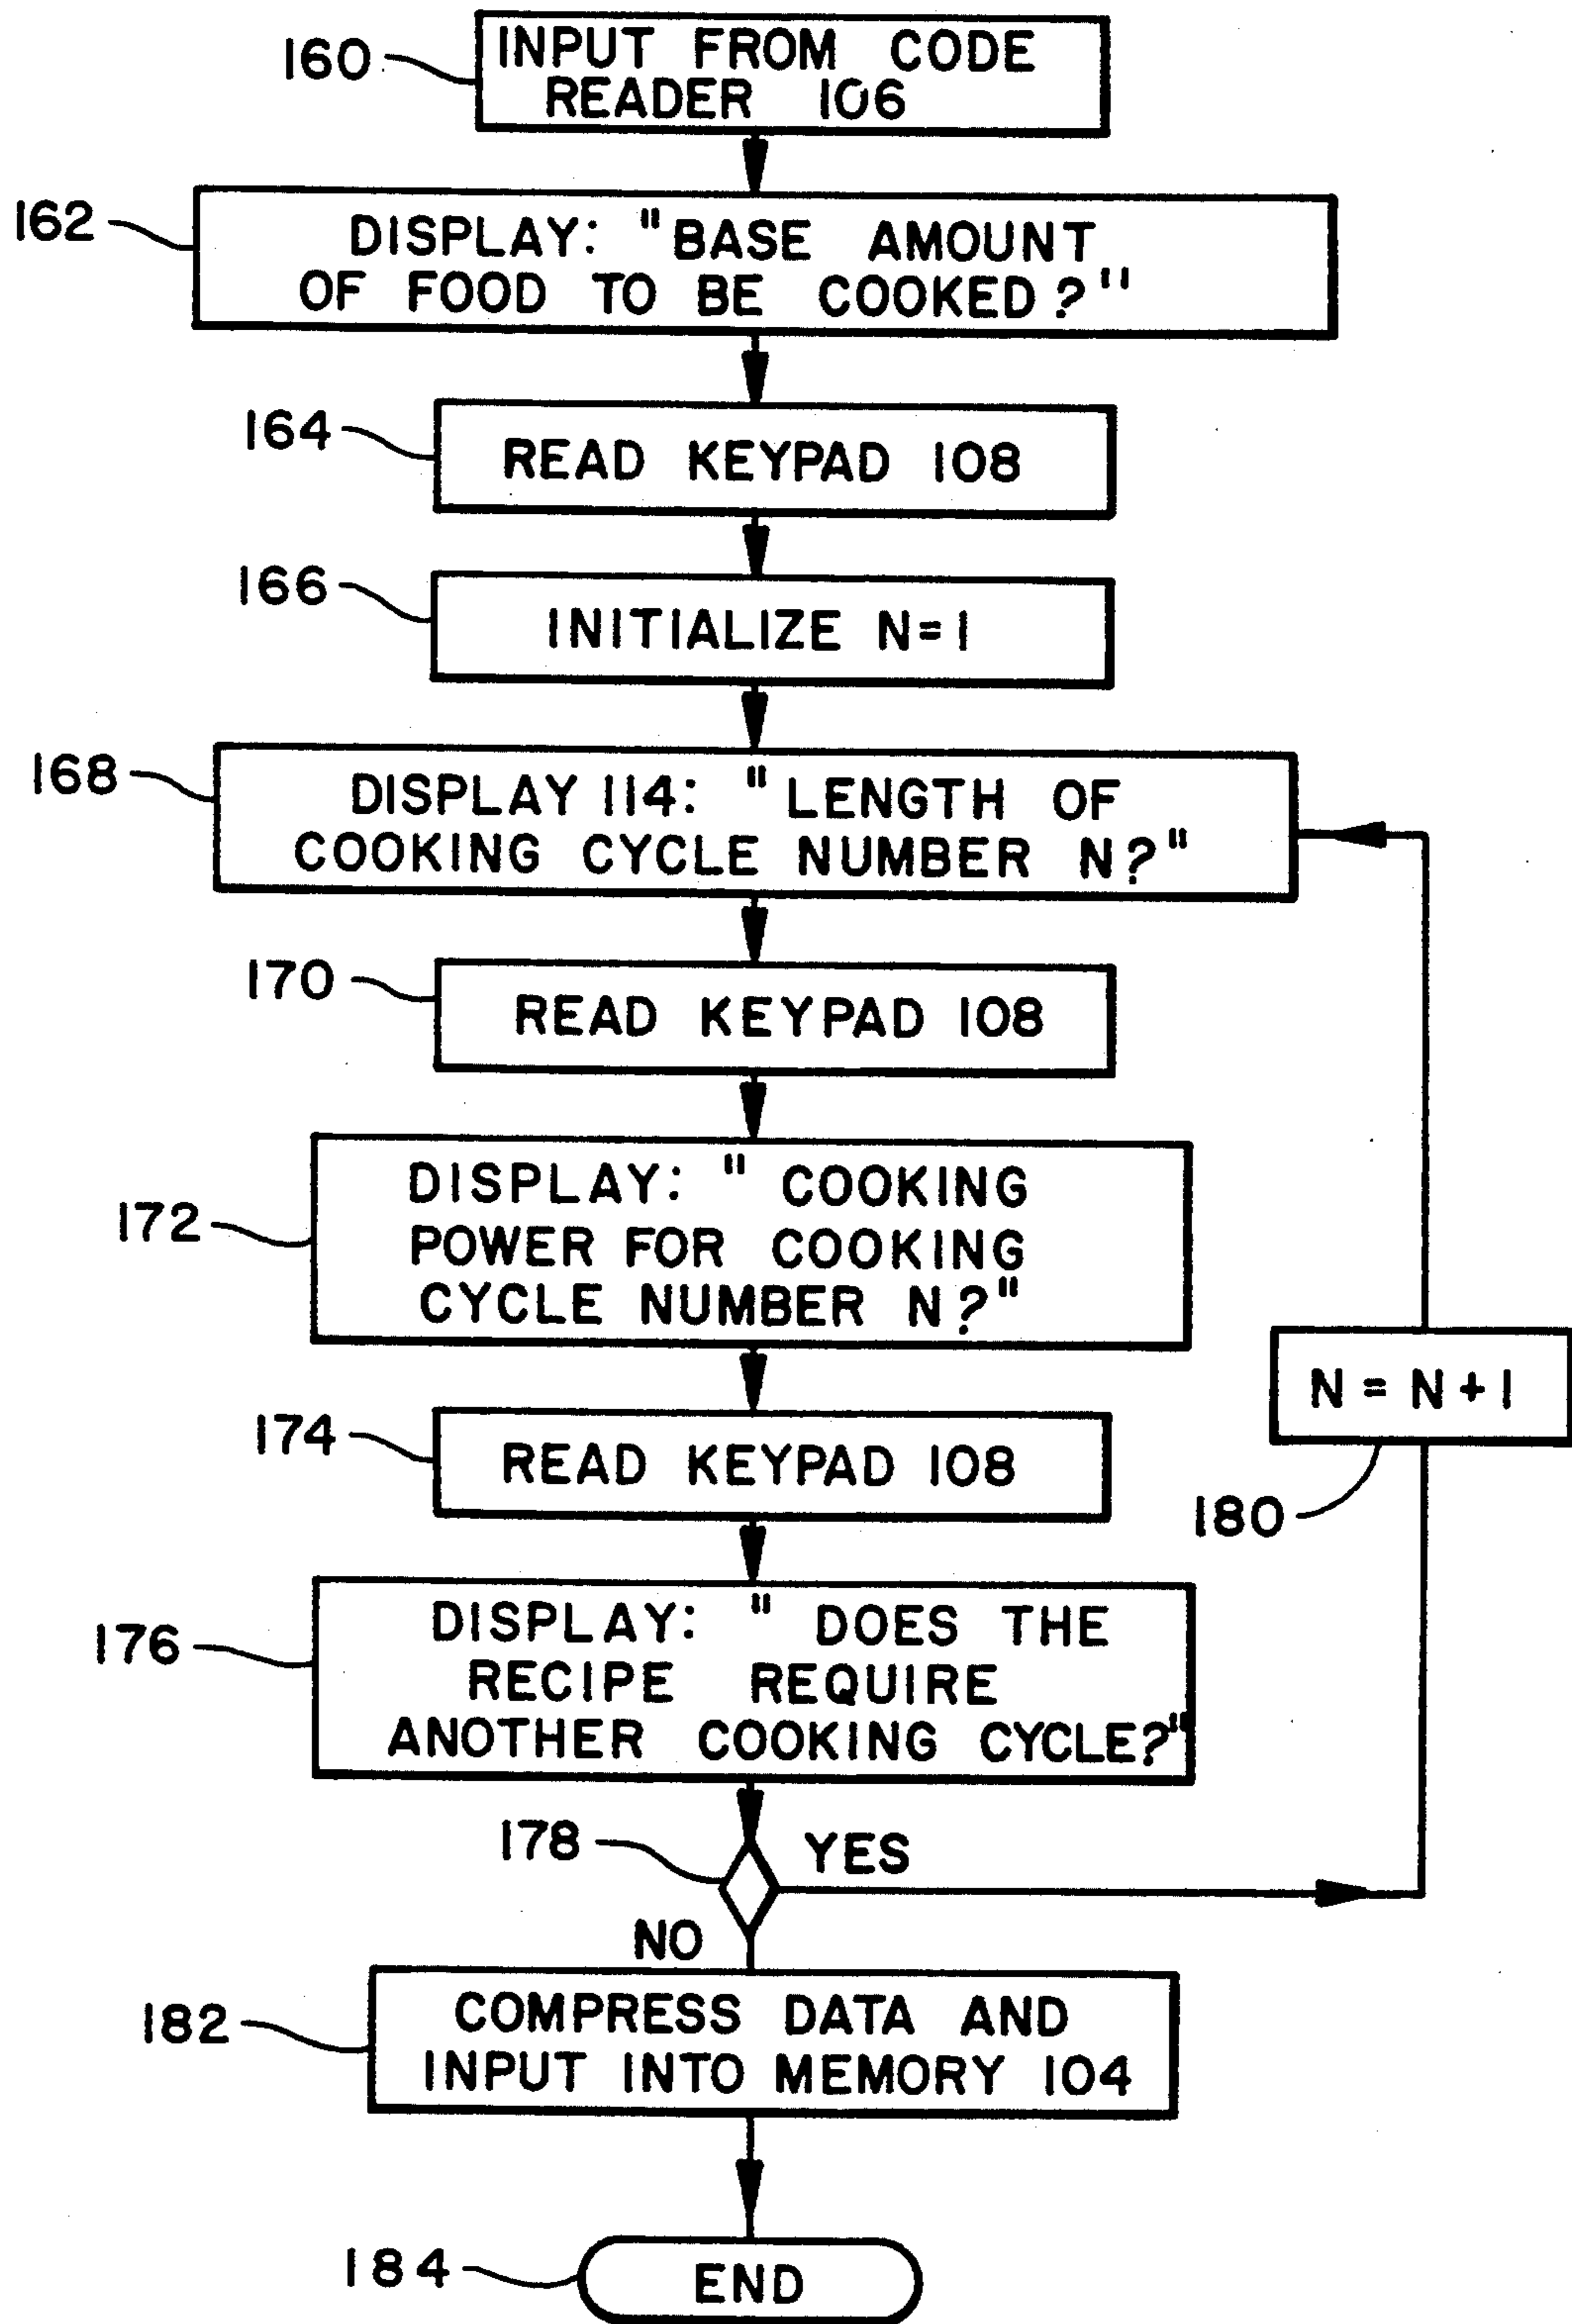 160
INPUT FROM CODE
READER 106
162
DISPLAY: "BASE AMOUNT
OF FOOD TO BE COOKED?"
164
READ KEYPAD 108
166
INITIALIZE N=1
168
DISPLAY 114: "LENGTH OF
COOKING CYCLE NUMBER N?"
170
READ KEYPAD 108
172
DISPLAY: " COOKING
POWER FOR COOKING
CYCLE NUMBER N?"
N = N+1
174
READ KEYPAD 108
180
176
DISPLAY: " DOES THE
RECIPE REQUIRE
ANOTHER COOKING CYCLE?"
178
YES
NO
182
COMPRESS DATA AND
INPUT INTO MEMORY 104
184
END